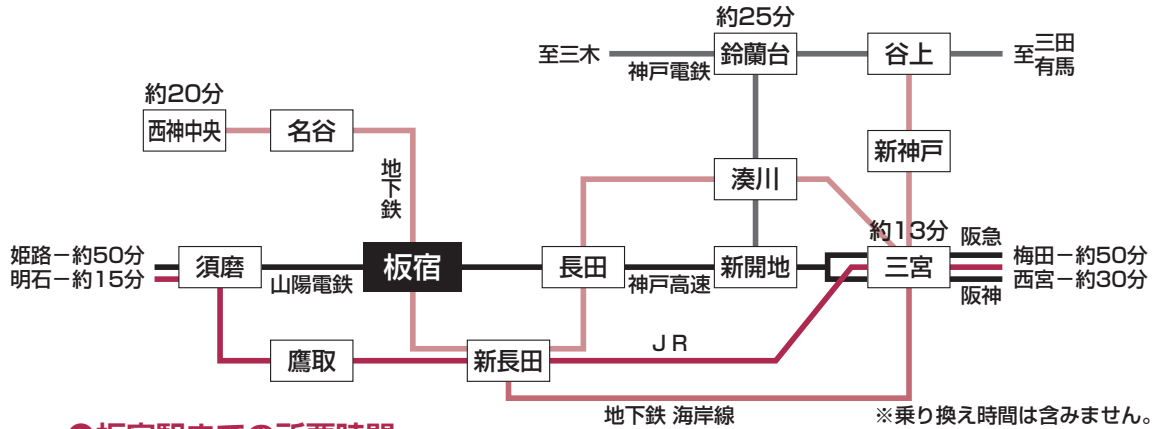 約25分
至三木
神戸電鉄
鈴蘭台
谷上
至三田
有馬
約20分
西神中央
名谷
新神戸
地下鉄
湊川
約13分
阪急
姫路−約50分
明石−約15分
須磨
山陽電鉄
板宿
長田
神戸高速
新開地
三宮
梅田−約50分
西宮−約30分
阪神
鷹取
新長田
ＪＲ
地下鉄 海岸線
※乗り換え時間は含みません。